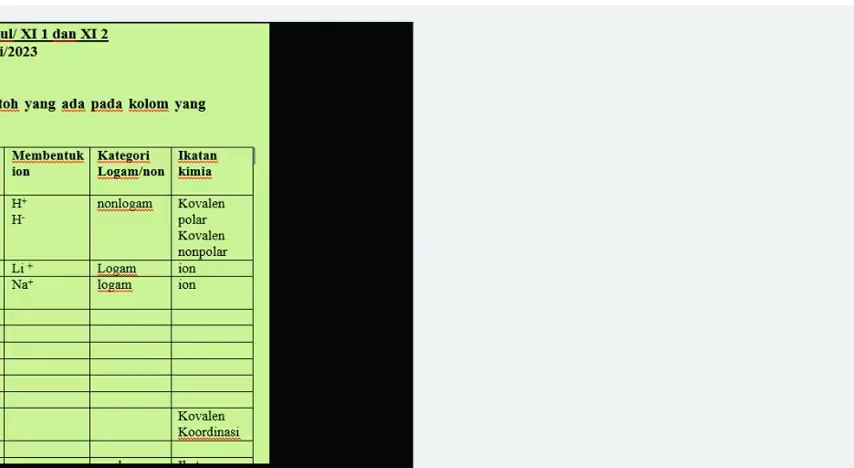 ul/ XI 1 dan XI 2
i/2023
toh yang ada pada kolom yang
Membentuk ion
Kategori Logam/non
Ikatan kimia
H⁺
H⁻
nonlogam
Kovalen
polar
Kovalen
nonpolar
Li ⁺
Logam
ion
Na⁺
logam
ion
Kovalen
Koordinasi